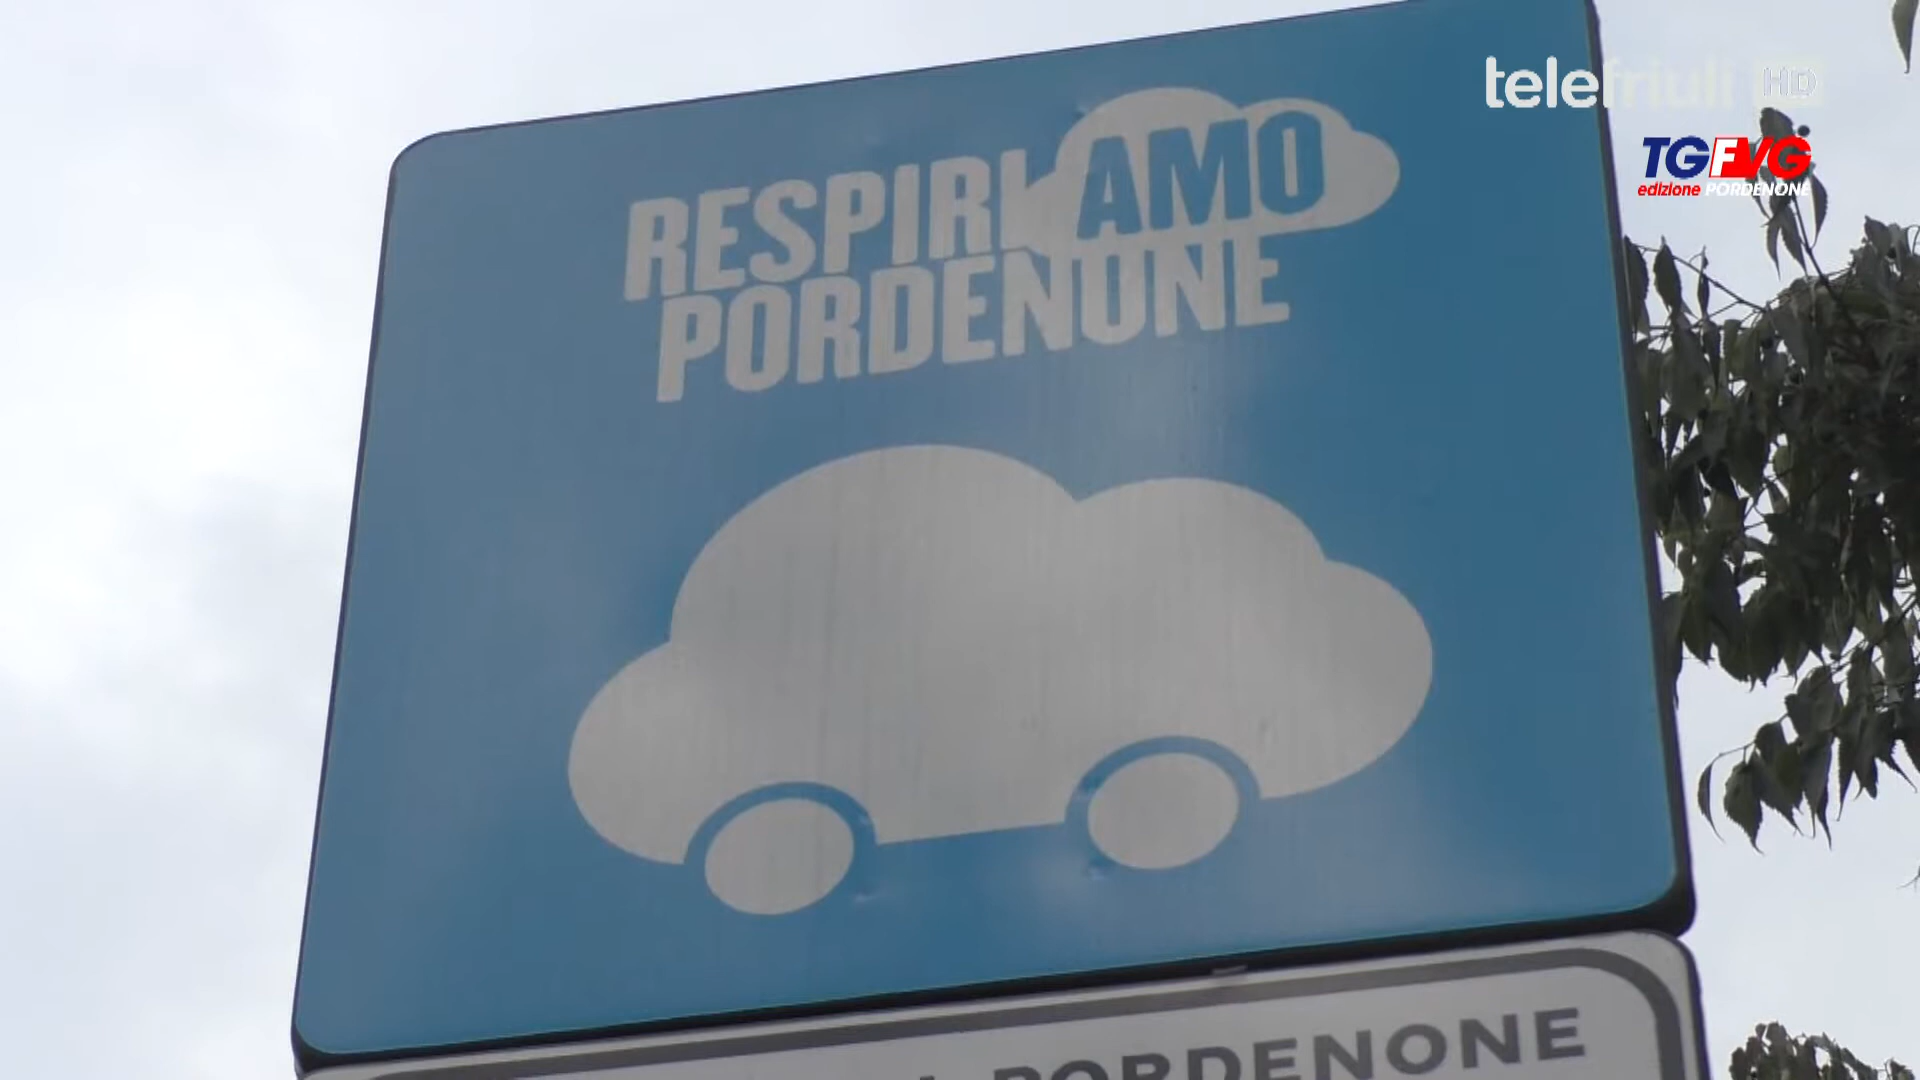 telefriuli HD
TGFVG
edizione PORDENONE
RESPIRIAMO
PORDENONE
PORDENONE